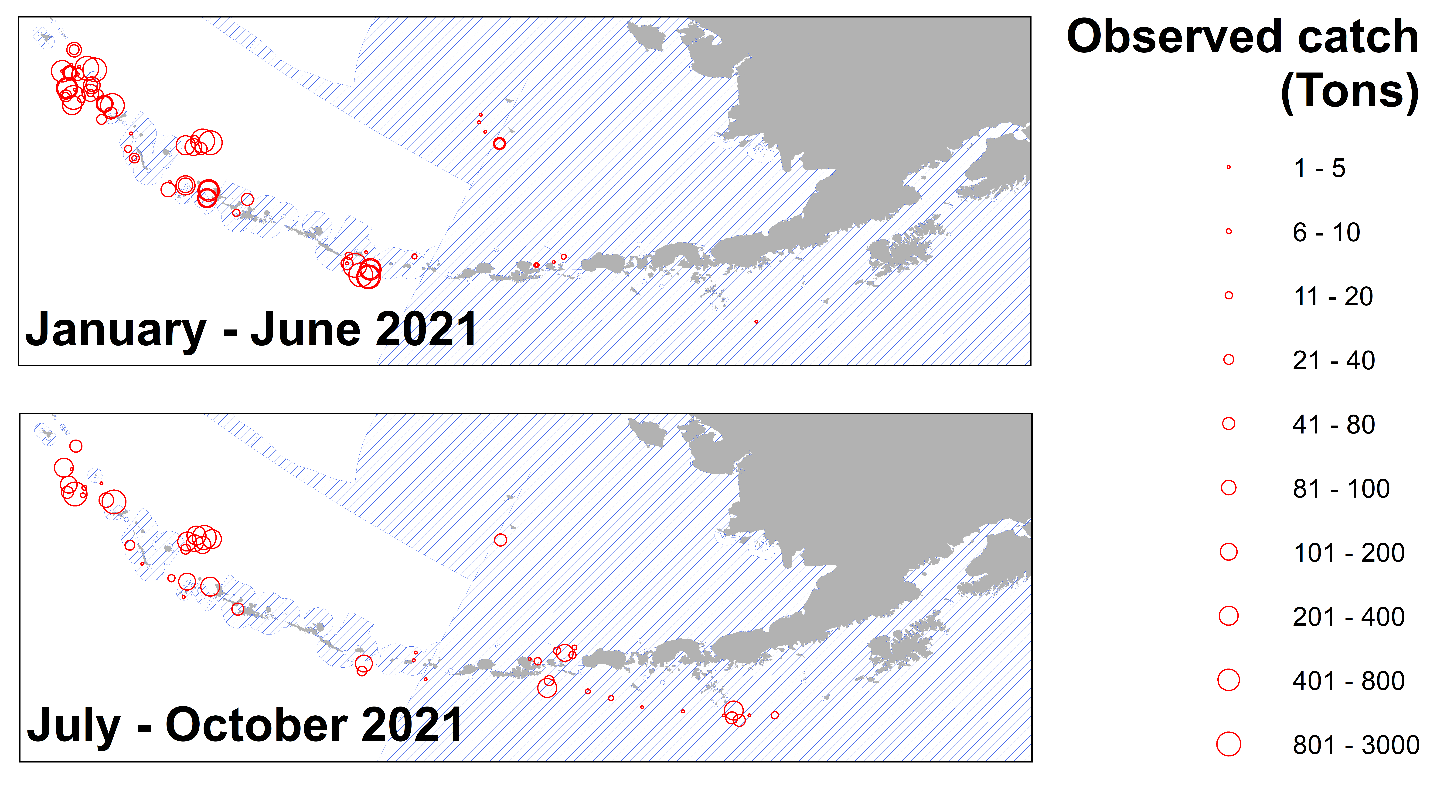 January - June 2021
July - October 2021
Observed catch
(Tons)
1 - 5
6 - 10
11 - 20
21 - 40
41 - 80
81 - 100
101 - 200
201 - 400
401 - 800
801 - 3000